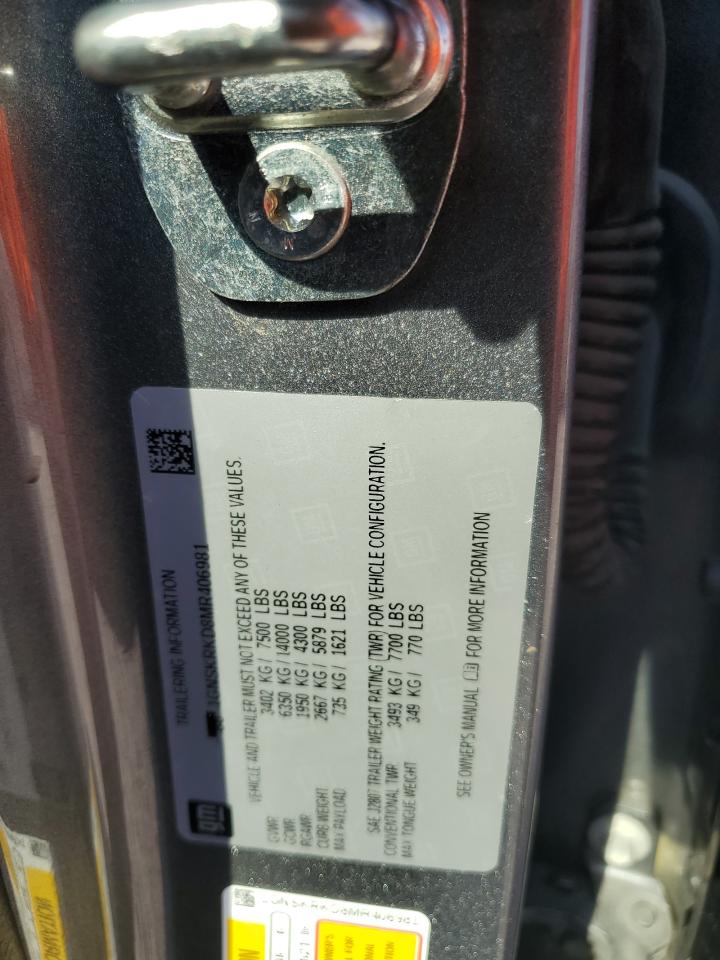 gm
TRAILERING INFORMATION
1GNSKRKD8MR406981
VEHICLE AND TRAILER MUST NOT EXCEED ANY OF THESE VALUES.
GVWR 3402 KG/ 7500 LBS
GCWR 6350 KG/ 14000 LBS
RGAWR 1950 KG/ 4300 LBS
CURB WEIGHT 2667 KG/ 5879 LBS
MAX PAYLOAD 735 KG/ 1621 LBS
SAE J2807 TRAILER WEIGHT RATING (TWR) FOR VEHICLE CONFIGURATION.
CONVENTIONAL TWR 3493 KG/ 7700 LBS
MAX TONGUE WEIGHT 349 KG/ 770 LBS
SEE OWNER'S MANUAL FOR MORE INFORMATION